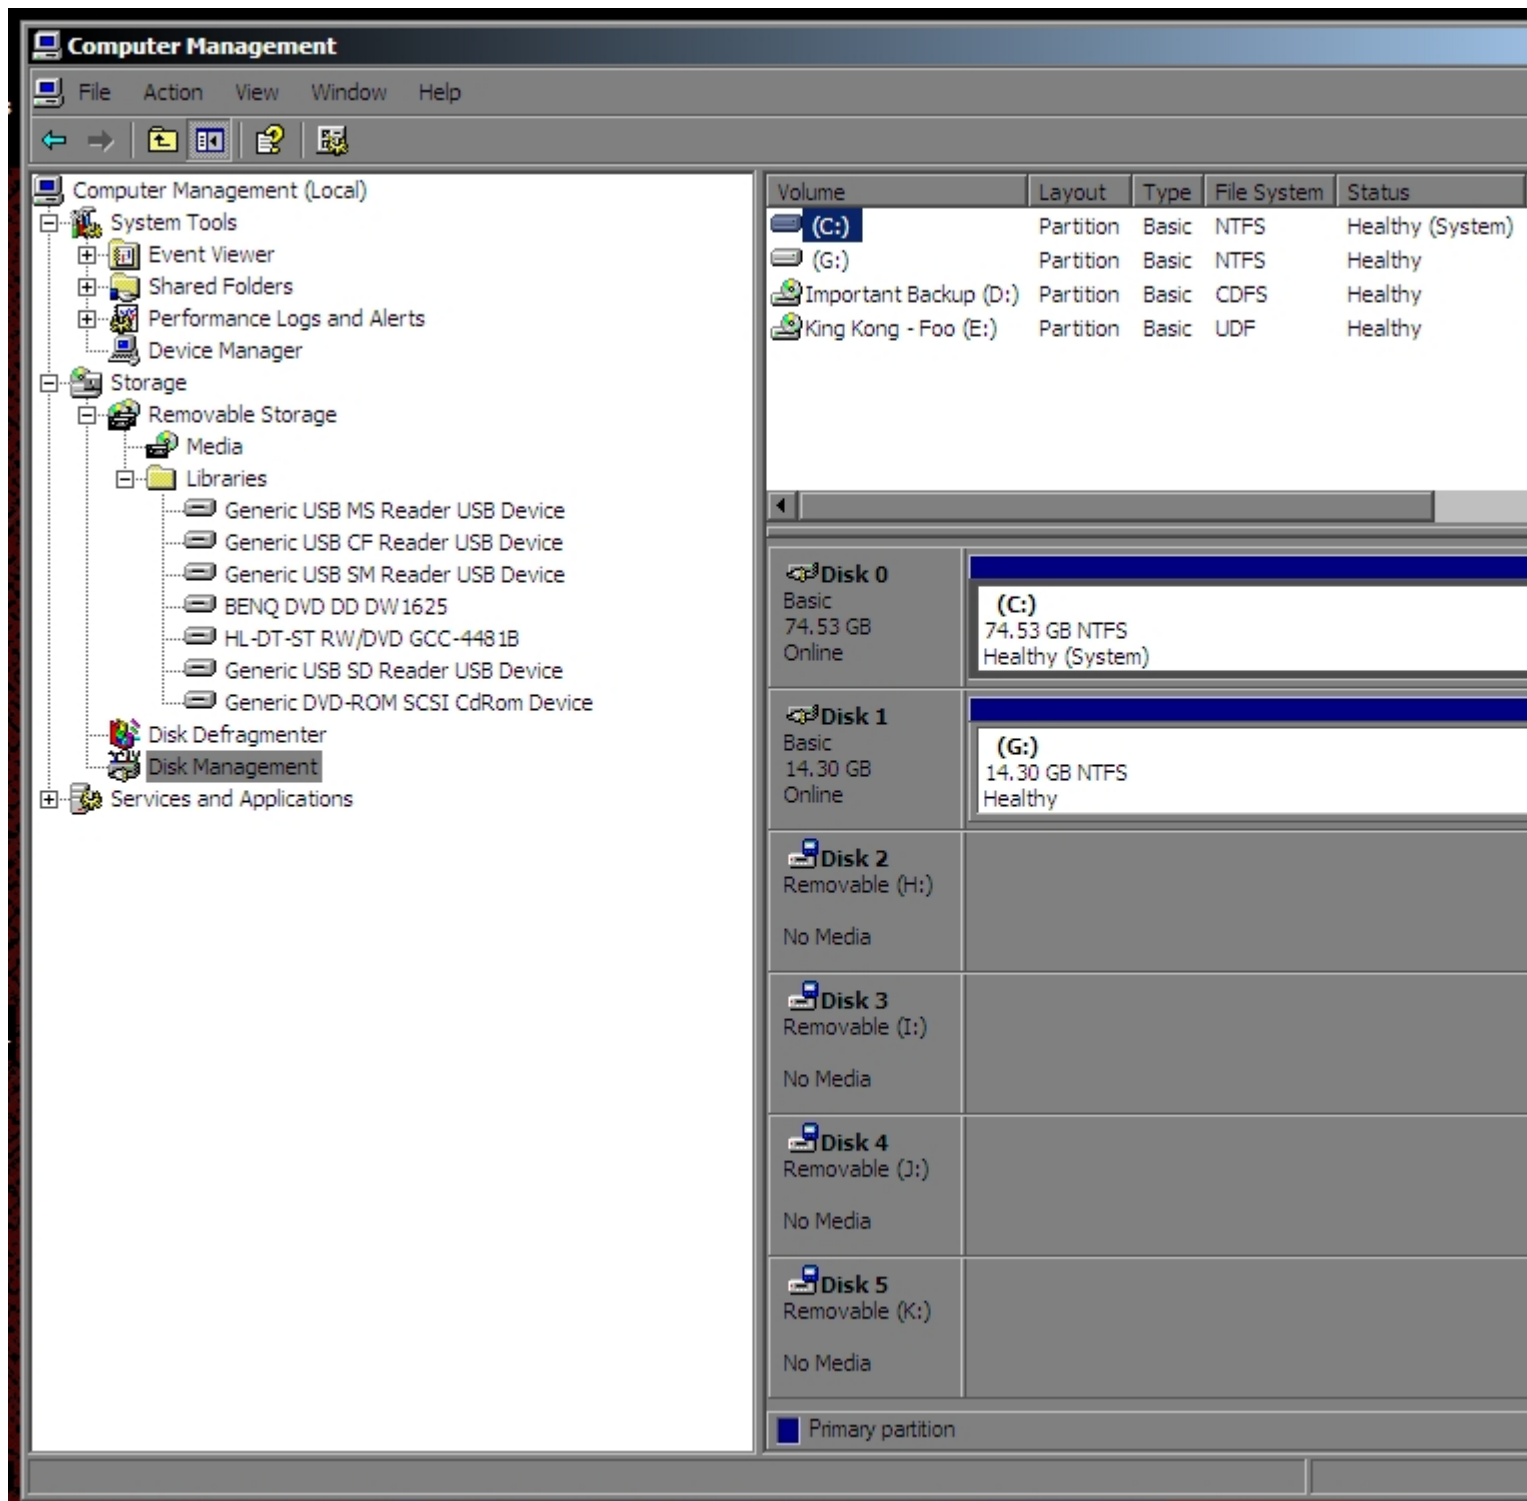 Computer Management
File Action View Window Help
Computer Management (Local)
System Tools
Event Viewer
Shared Folders
Performance Logs and Alerts
Device Manager
Storage
Removable Storage
Media
Libraries
Generic USB MS Reader USB Device
Generic USB CF Reader USB Device
Generic USB SM Reader USB Device
BENQ DVD DD DW1625
HL-DT-ST RW/DVD GCC-4481B
Generic USB SD Reader USB Device
Generic DVD-ROM SCSI CdRom Device
Disk Defragmenter
Disk Management
Services and Applications
Volume Layout Type File System Status
(C:) Partition Basic NTFS Healthy (System)
(G:) Partition Basic NTFS Healthy
Important Backup (D:) Partition Basic CDFS Healthy
King Kong - Foo (E:) Partition Basic UDF Healthy
Disk 0
Basic
74.53 GB
Online
(C:)
74.53 GB NTFS
Healthy (System)
Disk 1
Basic
14.30 GB
Online
(G:)
14.30 GB NTFS
Healthy
Disk 2
Removable (H:)
No Media
Disk 3
Removable (I:)
No Media
Disk 4
Removable (J:)
No Media
Disk 5
Removable (K:)
No Media
Primary partition